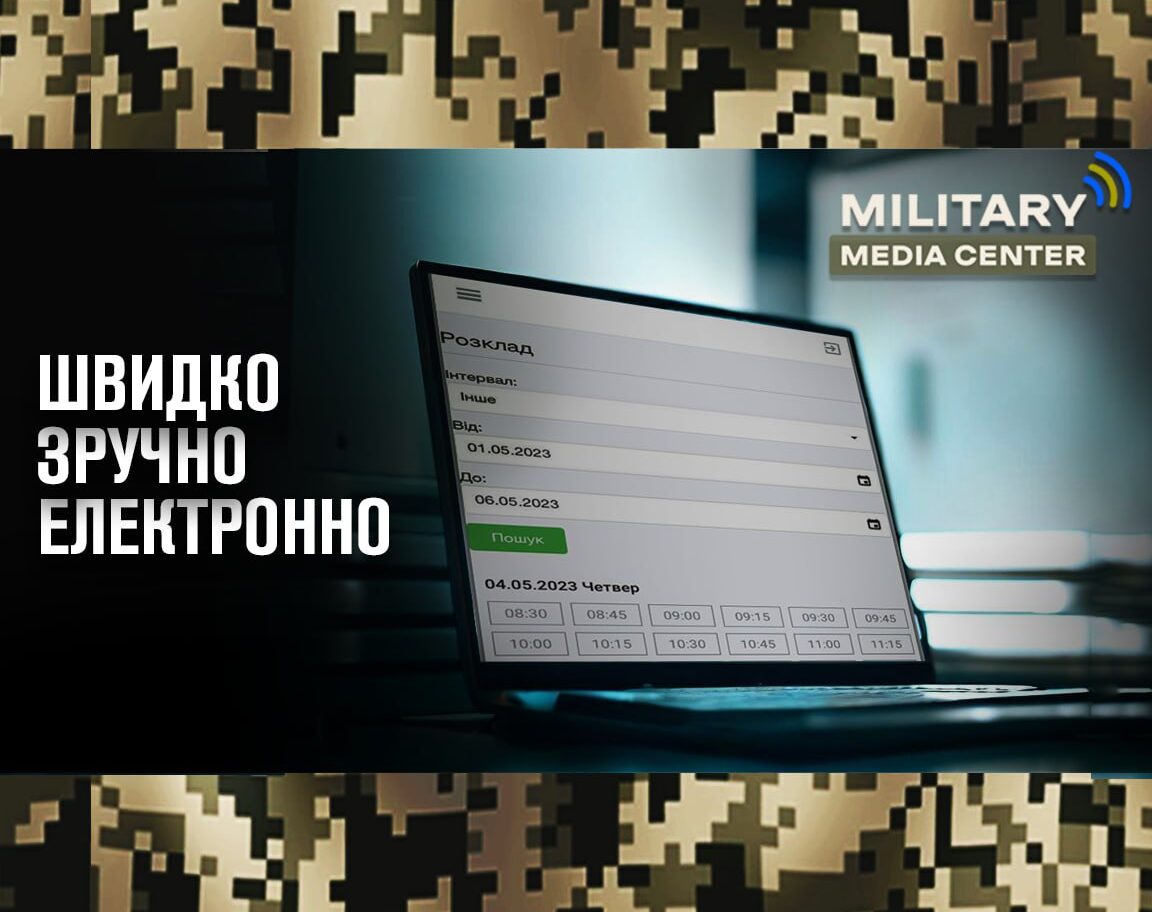 MILITARY
MEDIA CENTER
ШВИДКО
ЗРУЧНО
ЕЛЕКТРОННО
Розклад
Інтервал:
Інше
Від:
01.05.2023
До:
06.05.2023
Пошук
04.05.2023 Четвер
08:30 08:45 09:00 09:15 09:30 09:45
10:00 10:15 10:30 10:45 11:00 11:15